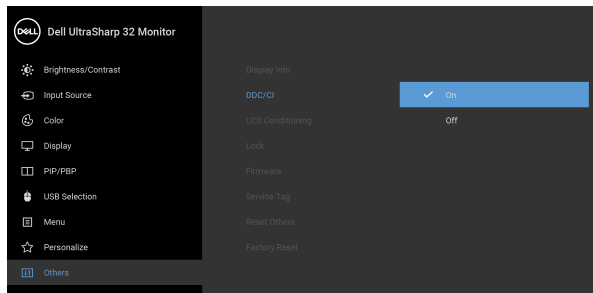 DELL
Dell UltraSharp 32 Monitor
Brightness/Contrast
Input Source
Color
Display
PIP/PBP
USB Selection
Menu
Personalize
Others
Display Info
DDC/CI
LCD Conditioning
Lock
Firmware
Service Tag
Reset Others
Factory Reset
On
Off